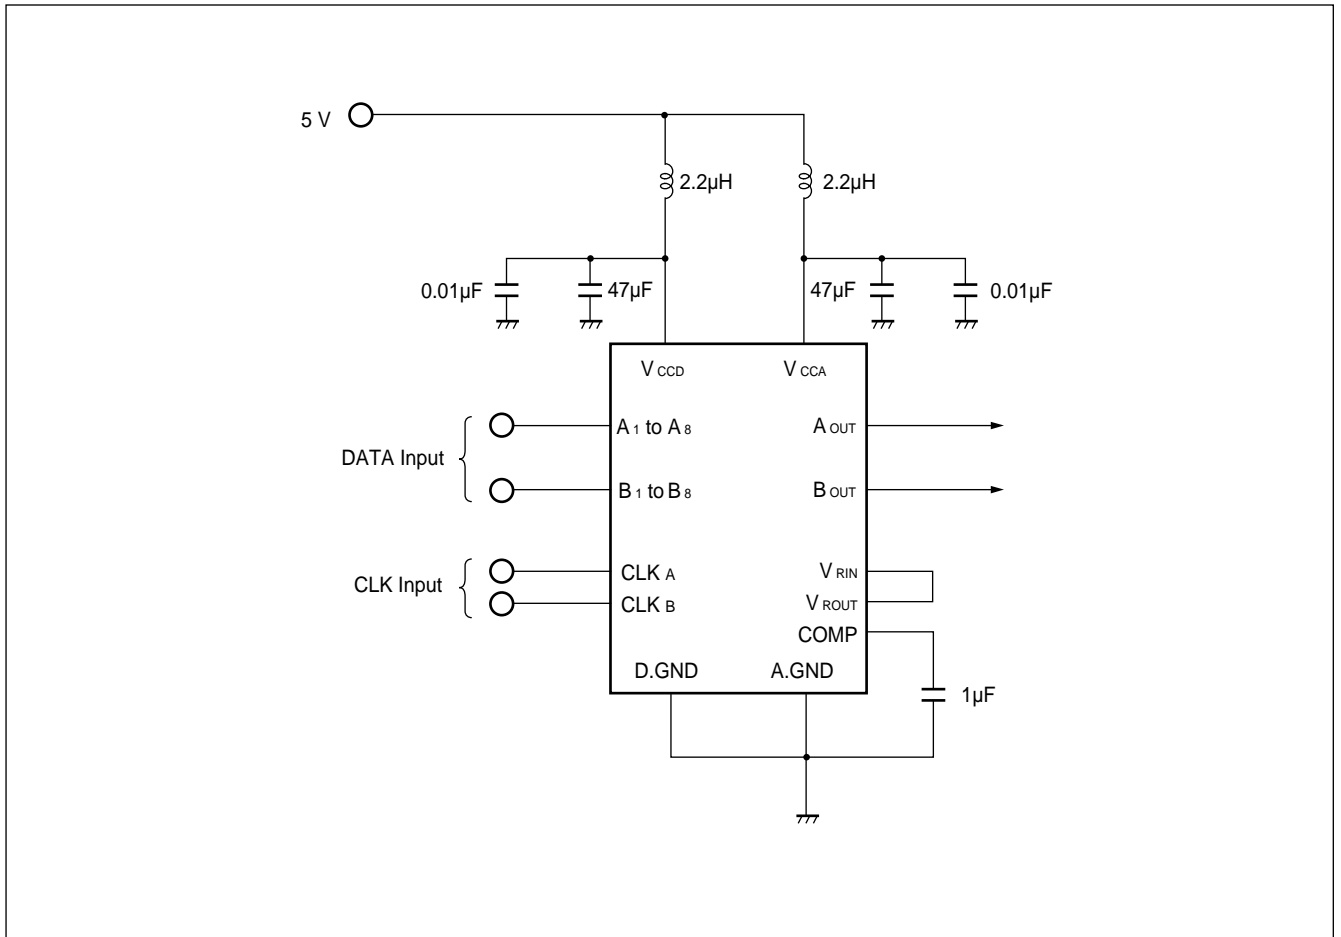 5 V
2.2µH
2.2µH
0.01µF
47µF
47µF
0.01µF
V CCD
V CCA
DATA Input
A 1 to A 8
A OUT
B 1 to B 8
B OUT
CLK Input
CLK A
V RIN
CLK B
V ROUT
COMP
D.GND
A.GND
1µF